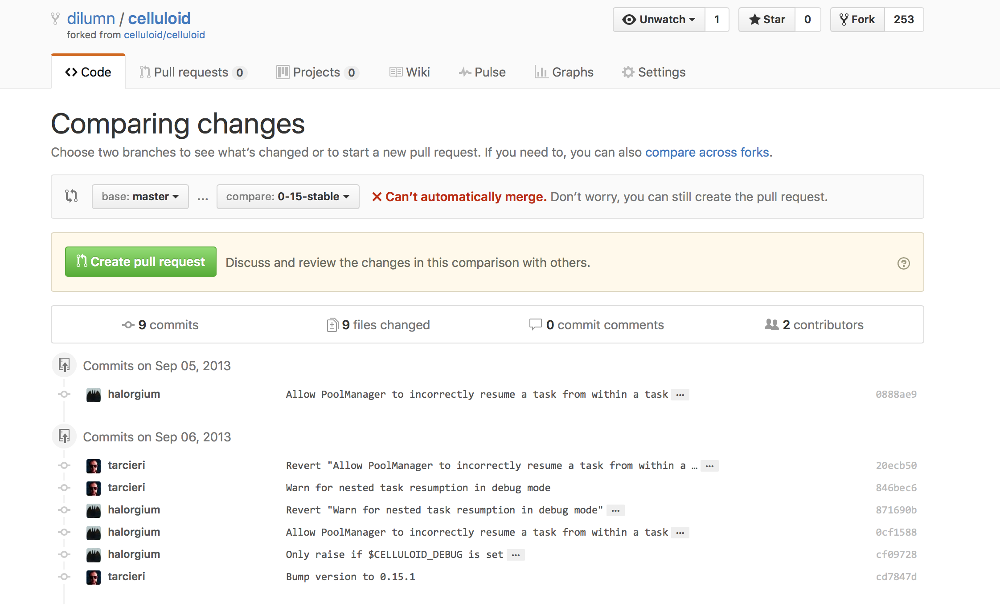 dilumn / celluloid
Unwatch 1 Star 0 Fork 253
forked from celluloid/celluloid
Code Pull requests 0 Projects 0 Wiki Pulse Graphs Settings
Comparing changes
Choose two branches to see what’s changed or to start a new pull request. If you need to, you can also compare across forks.
base: master ... compare: 0-15-stable Can’t automatically merge. Don’t worry, you can still create the pull request.
Create pull request Discuss and review the changes in this comparison with others. ?
9 commits 9 files changed 0 commit comments 2 contributors
Commits on Sep 05, 2013
halorgium Allow PoolManager to incorrectly resume a task from within a task … 0888ae9
Commits on Sep 06, 2013
tarcieri Revert "Allow PoolManager to incorrectly resume a task from within a … … 20ecb50
tarcieri Warn for nested task resumption in debug mode 846bec6
halorgium Revert "Warn for nested task resumption in debug mode" … 871690b
halorgium Allow PoolManager to incorrectly resume a task from within a task … 0cf1588
halorgium Only raise if $CELLULOID_DEBUG is set … cf09728
tarcieri Bump version to 0.15.1 cd7847d